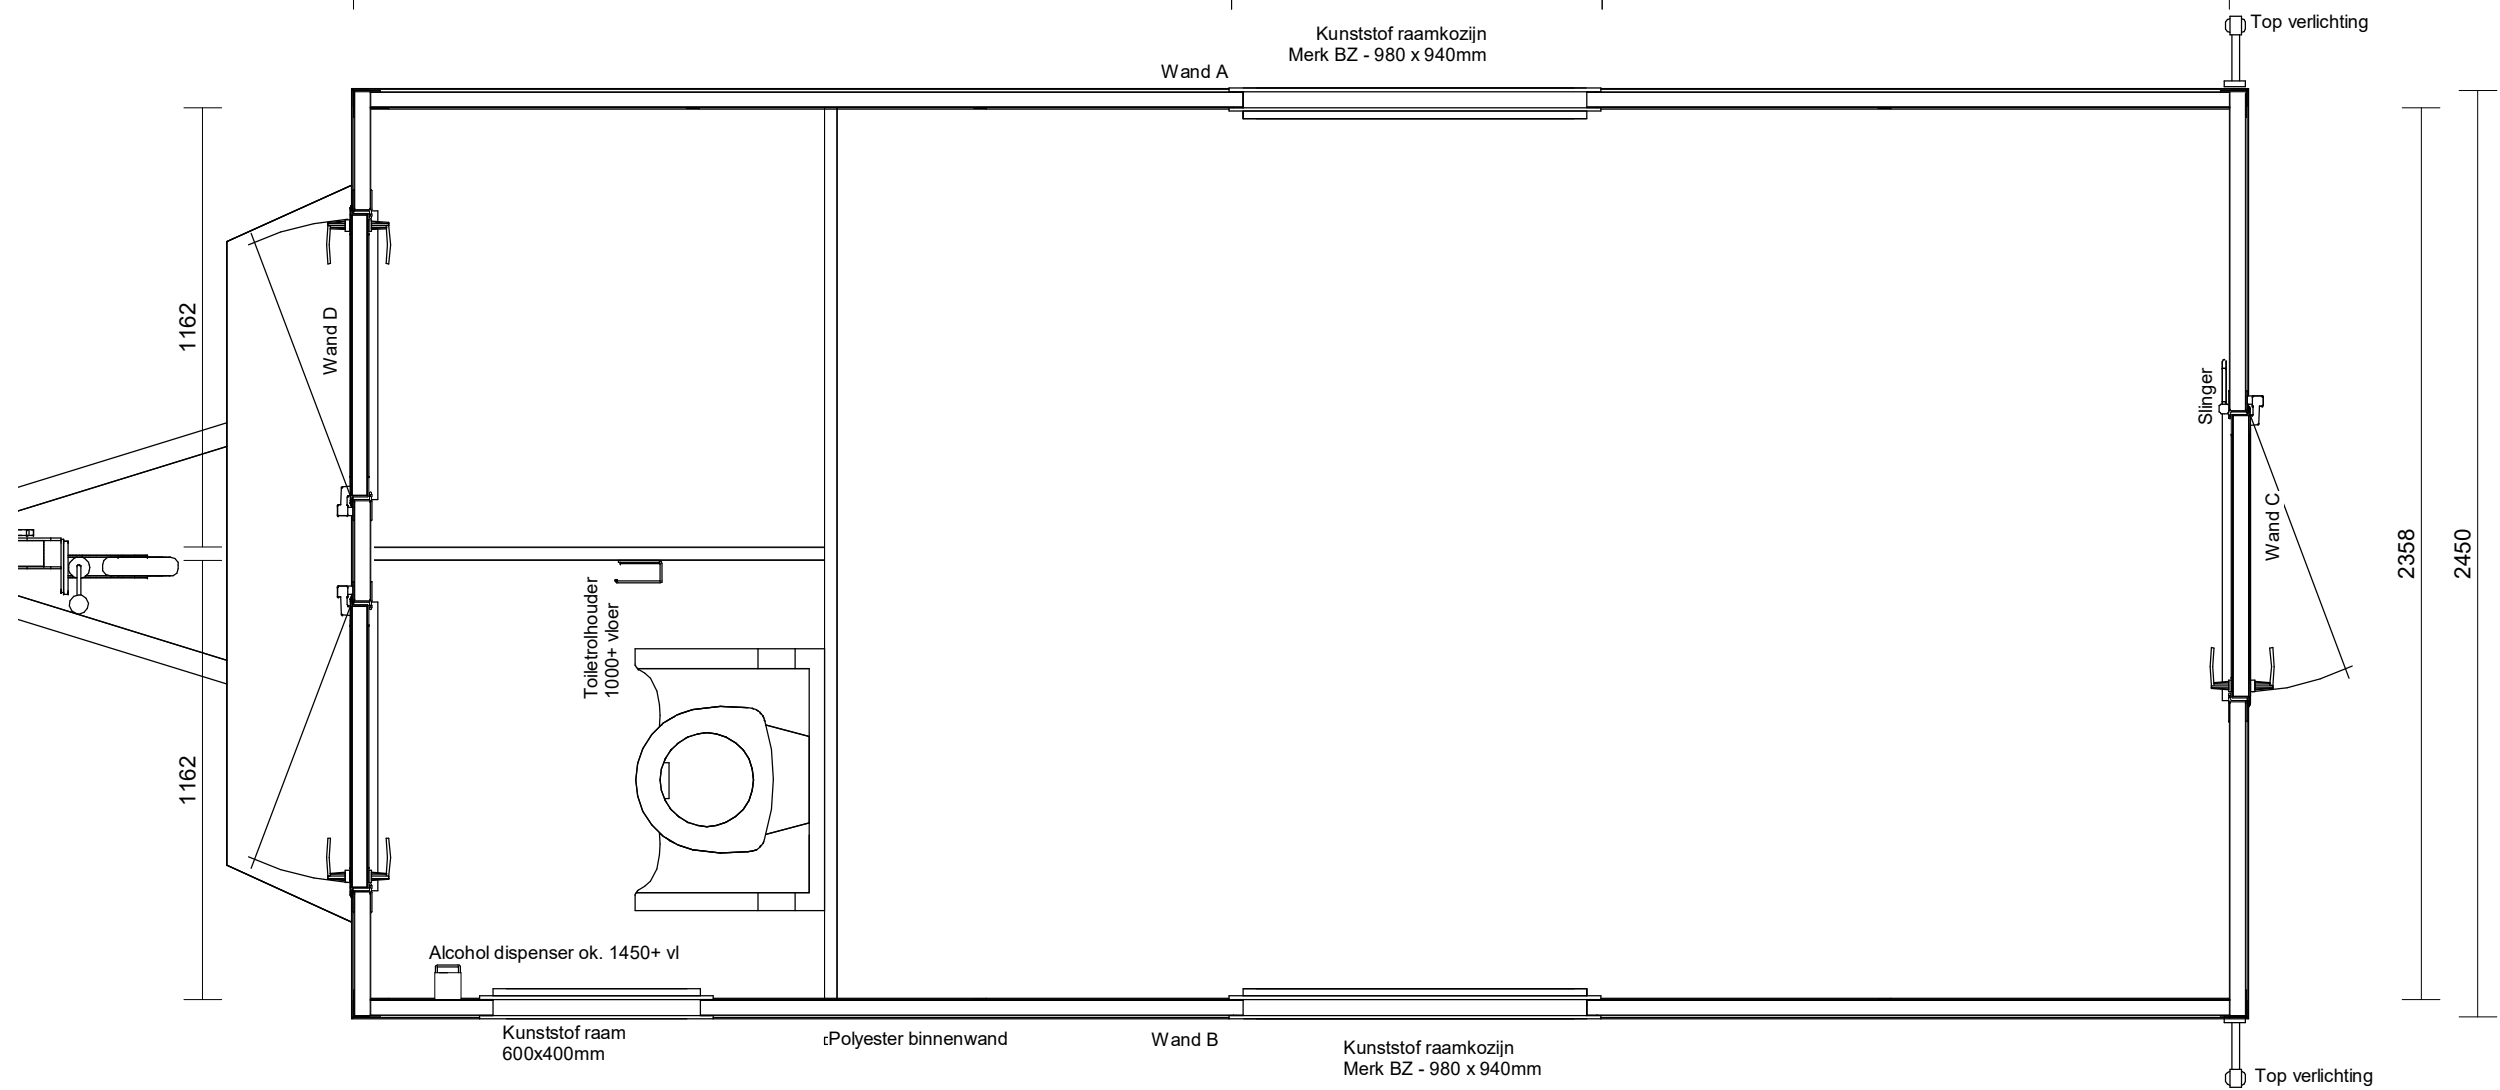 Top verlichting
Kunststof raamkozijn
Merk BZ - 980 x 940mm
Wand A
1162
Wand D
Slinger
Wand C
2358
2450
Toiletrolhouder
1000+ vloer
1162
Alcohol dispenser ok. 1450+ vl
Kunststof raam
600x400mm
Polyester binnenwand
Wand B
Kunststof raamkozijn
Merk BZ - 980 x 940mm
Top verlichting